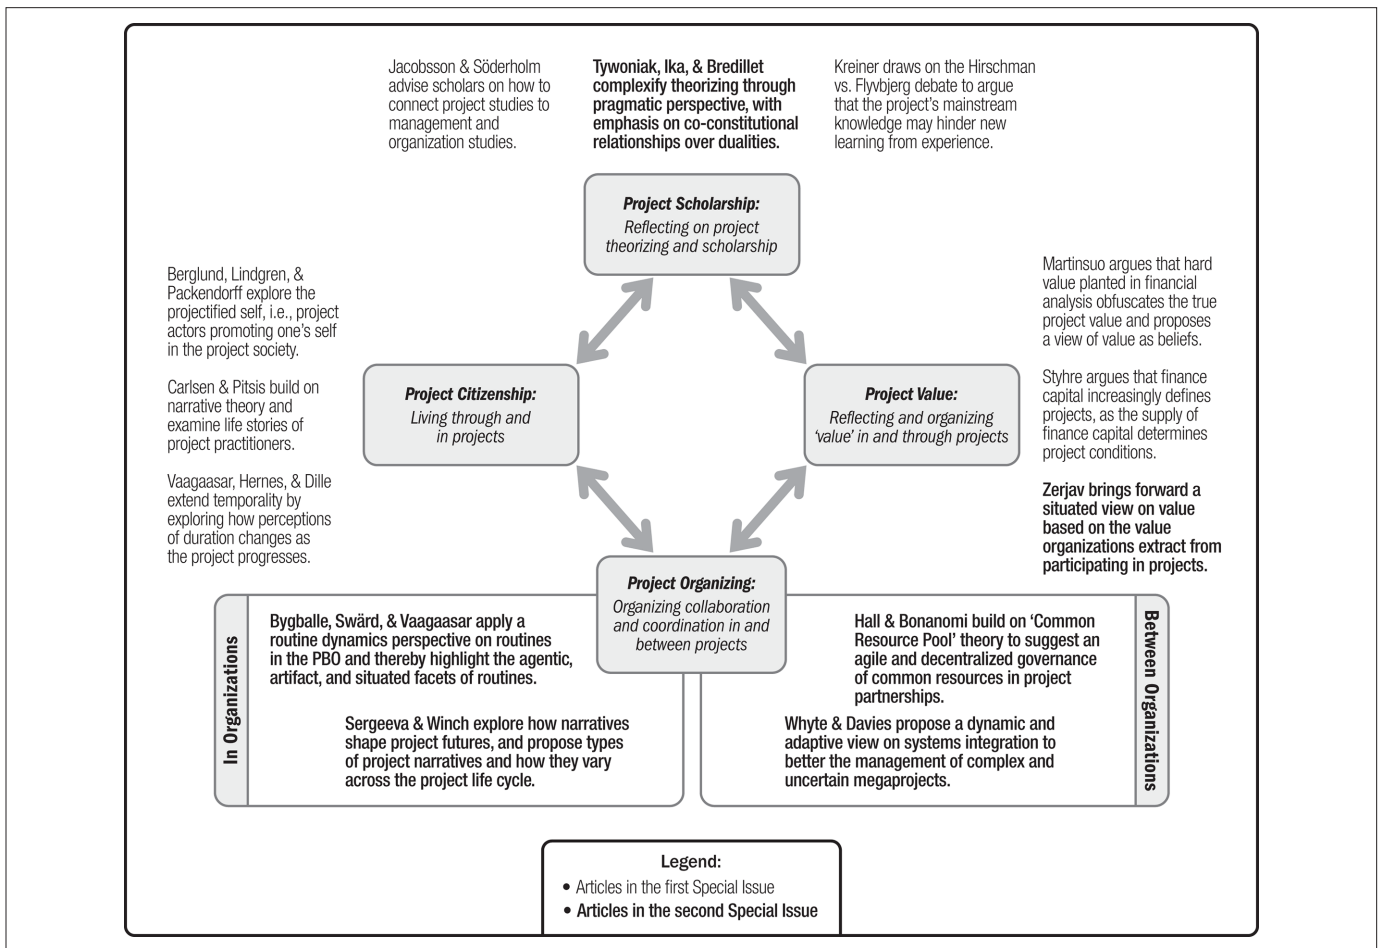 Jacobsson & Söderholm
advise scholars on how to
connect project studies to
management and
organization studies.
Tywoniak, Ika, & Bredillet
complexify theorizing through
pragmatic perspective, with
emphasis on co-constitutional
relationships over dualities.
Kreiner draws on the Hirschman
vs. Flyvbjerg debate to argue
that the project's mainstream
knowledge may hinder new
learning from experience.
Project Scholarship:
Reflecting on project
theorizing and scholarship
Berglund, Lindgren, &
Packendorff explore the
projectified self, i.e., project
actors promoting one's self
in the project society.
Carlsen & Pitsis build on
narrative theory and
examine life stories of
project practitioners.
Vaagaasar, Hernes, & Dille
extend temporality by
exploring how perceptions
of duration changes as
the project progresses.
Project Citizenship:
Living through and
in projects
Project Value:
Reflecting and organizing
'value' in and through projects
Martinsuo argues that hard
value planted in financial
analysis obfuscates the true
project value and proposes
a view of value as beliefs.
Styhre argues that finance
capital increasingly defines
projects, as the supply of
finance capital determines
project conditions.
Zerjav brings forward a
situated view on value
based on the value
organizations extract from
participating in projects.
Project Organizing:
Organizing collaboration
and coordination in and
between projects
In Organizations
Bygballe, Swärd, & Vaagaasar apply a
routine dynamics perspective on routines
in the PBO and thereby highlight the agentic,
artifact, and situated facets of routines.
Sergeeva & Winch explore how narratives
shape project futures, and propose types
of project narratives and how they vary
across the project life cycle.
Hall & Bonanomi build on 'Common
Resource Pool' theory to suggest an
agile and decentralized governance
of common resources in project
partnerships.
Whyte & Davies propose a dynamic and
adaptive view on systems integration to
better the management of complex and
uncertain megaprojects.
Between Organizations
Legend:
• Articles in the first Special Issue
• Articles in the second Special Issue